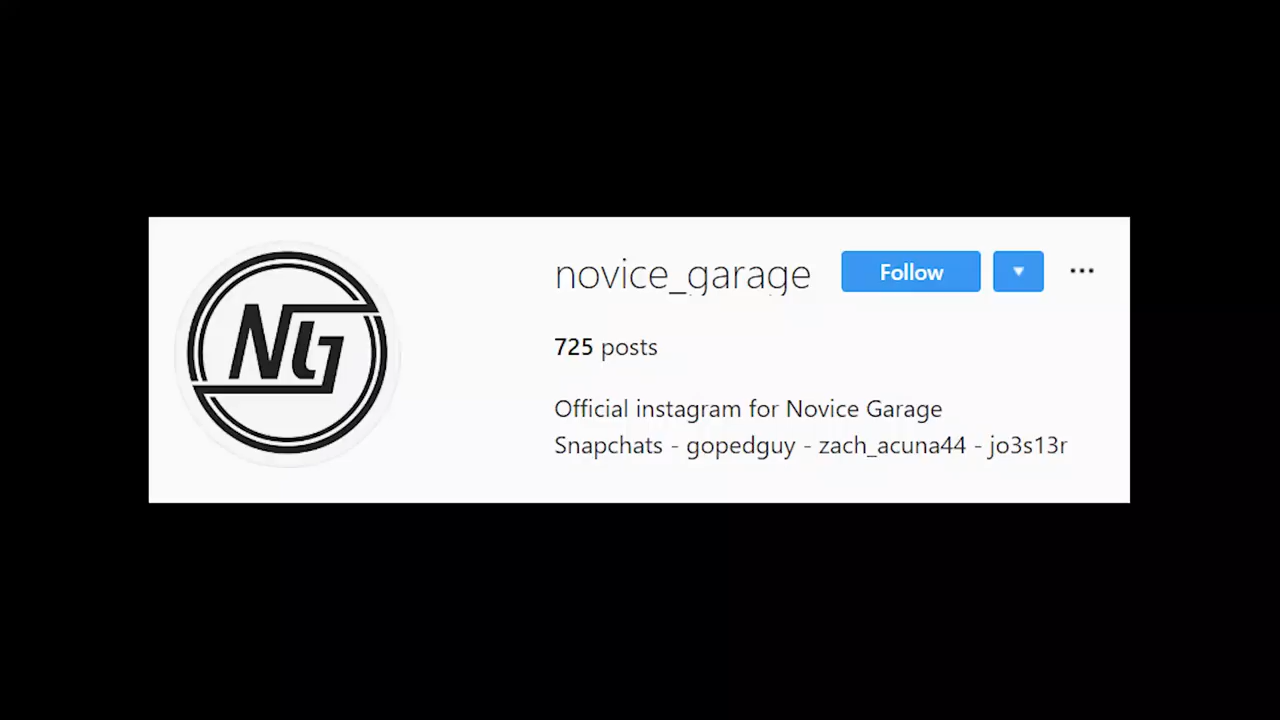 NG
novice_garage Follow
725 posts
Official instagram for Novice Garage
Snapchats - gopedguy - zach_acuna44 - jo3s13r